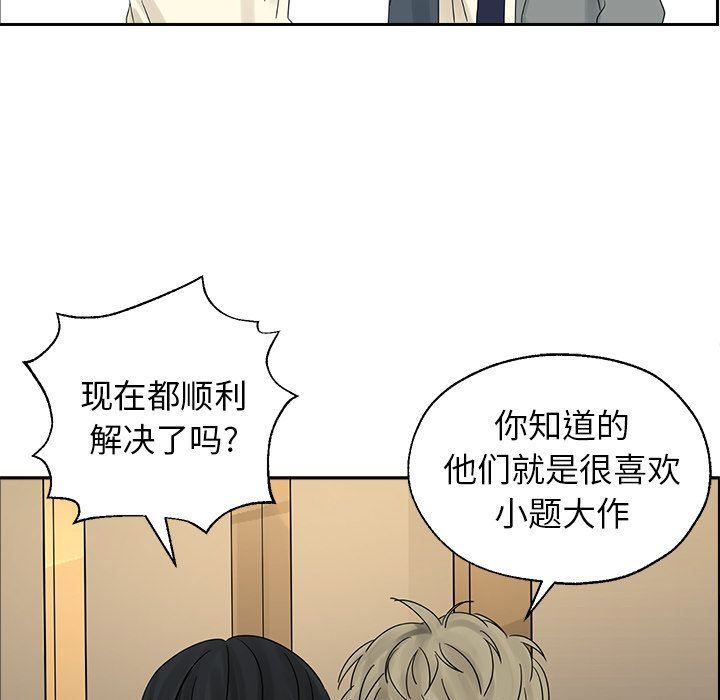 现在都顺利
解决了吗?
你知道的
他们就是很喜欢
小题大作